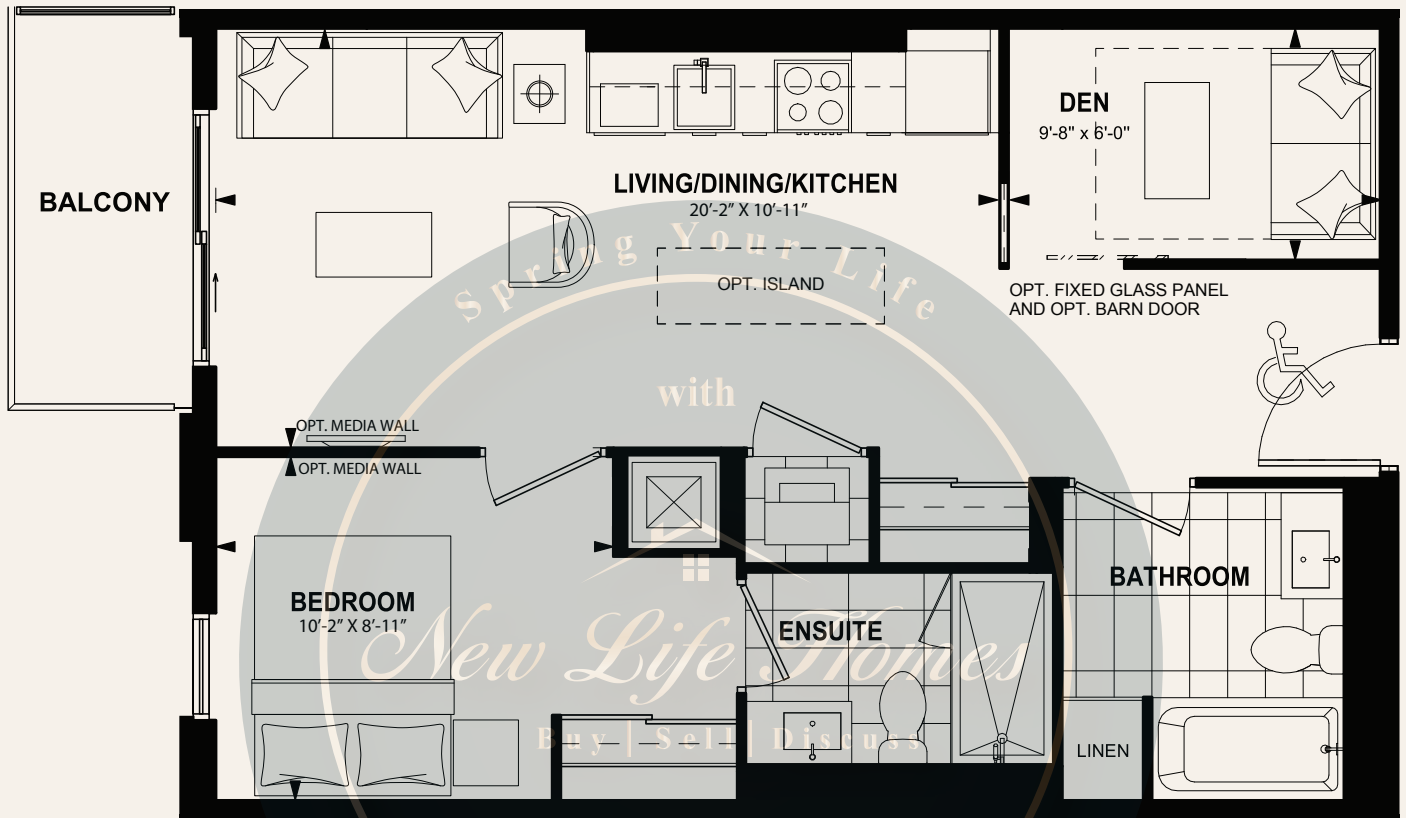 BALCONY
LIVING/DINING/KITCHEN
20'-2” X 10'-11”
DEN
9'-8" x 6'-0"
OPT. ISLAND
OPT. FIXED GLASS PANEL
AND OPT. BARN DOOR
Spring Your Life
with
OPT. MEDIA WALL
OPT. MEDIA WALL
BEDROOM
10'-2” X 8'-11”
ENSUITE
BATHROOM
LINEN
New Life Homes
Buy | Sell | Discuss